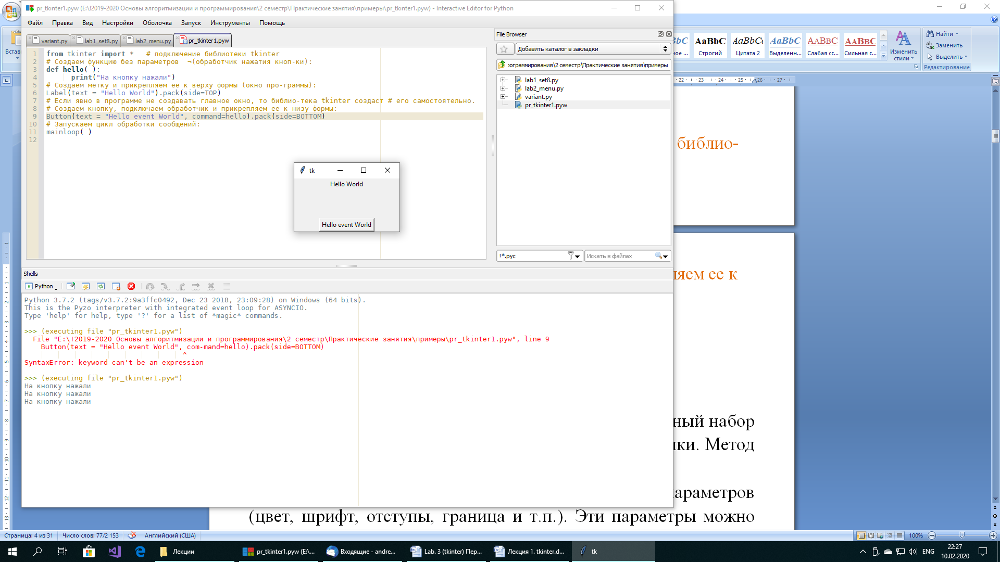 pr_tkinter1.pyw (E:\!2019-2020 Основы алгоритмизации и программирования\2 семестр\Практические занятия\примеры\pr_tkinter1.pyw) - Interactive Editor for Python
Файл Правка Вид Настройки Оболочка Запуск Инструменты Помощь
variant.py lab1_set8.py lab2_menu.py pr_tkinter1.pyw
1 from tkinter import * # подключение библиотеки tkinter
2 # Создаем функцию без параметров ¬(обработчик нажатия кноп-ки):
3 def hello( ):
4 print("На кнопку нажали")
5 # Создаем метку и прикрепляем ее к верху формы (окно про-граммы):
6 Label(text = "Hello World").pack(side=TOP)
7 # Если явно в программе не создавать главное окно, то библио-тека tkinter создаст # его самостоятельно.
8 # Создаем кнопку, подключаем обработчик и прикрепляем ее к низу формы:
9 Button(text = "Hello event World", command=hello).pack(side=BOTTOM)
10 # Запускаем цикл обработки сообщений:
11 mainloop( )
12
tk
Hello World
Hello event World
File Browser
Добавить каталог в закладки
рограммирования\2 семестр\Практические занятия\примеры
lab1_set8.py
lab2_menu.py
variant.py
pr_tkinter1.pyw
!*.pyc
Искать в файлах
Shells
Python
Python 3.7.2 (tags/v3.7.2:9a3ffc0492, Dec 23 2018, 23:09:28) on Windows (64 bits).
This is the Pyzo interpreter with integrated event loop for ASYNCIO.
Type 'help' for help, type '?' for a list of *magic* commands.
>>> (executing file "pr_tkinter1.pyw")
File "E:\!2019-2020 Основы алгоритмизации и программирования\2 семестр\Практические занятия\примеры\pr_tkinter1.pyw", line 9
Button(text = "Hello event World", com-mand=hello).pack(side=BOTTOM)
^
SyntaxError: keyword can't be an expression
>>> (executing file "pr_tkinter1.pyw")
На кнопку нажали
На кнопку нажали
На кнопку нажали
Встав
AaBbC AaBbCc AaBbC AaBbC AaBbC
ное ... Строгий Цитата 2 Выделенн... Слабая сс... Сильная с...
Изменить стили
Найти
Заменить
Выделить
Редактирование
22 23 24 25 26 27
библио-
яем ее к
ный набор
ки. Метод
араметров
(цвет, шрифт, отступы, граница и т.п.). Эти параметры можно
Страница: 4 из 31 Число слов: 77/2 153 Английский (США) 100%
Лекции
pr_tkinter1.pyw (E:\...
Входящие - andre...
Lab. 3 (tkinter) Пер...
Лекция 1. tkinter.d...
tk
ENG
22:27
10.02.2020